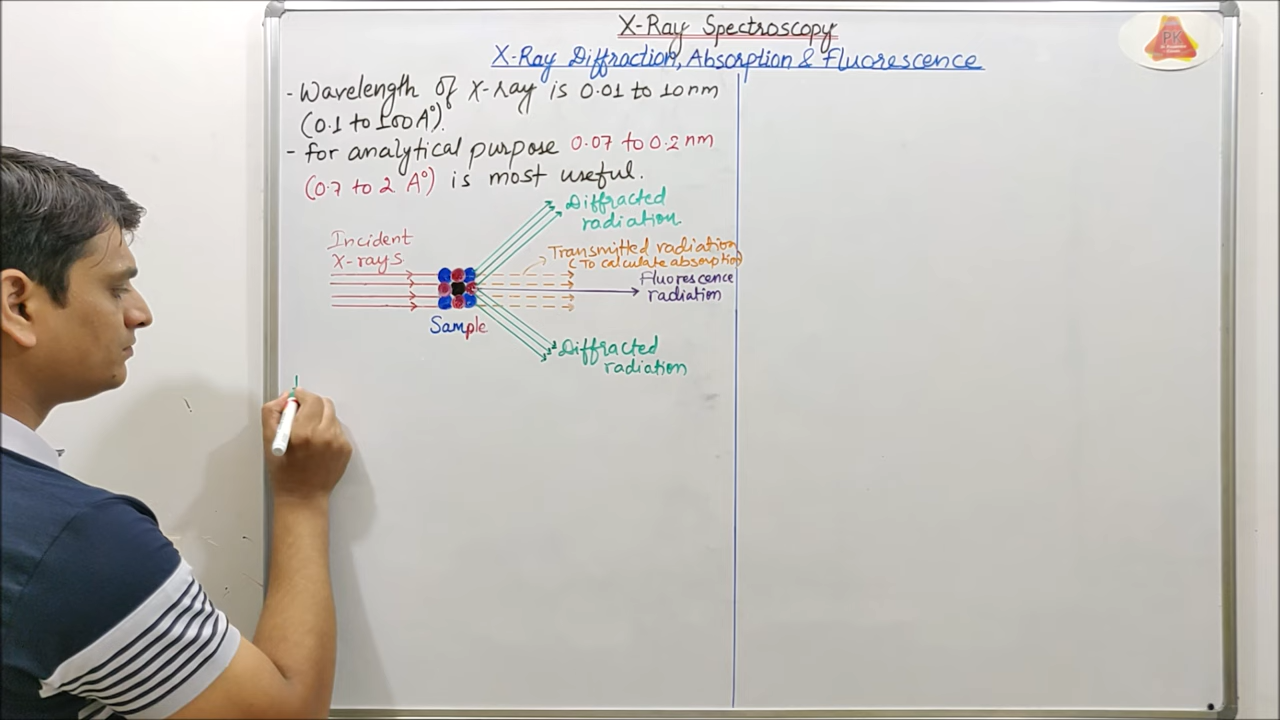 X-Ray Spectroscopy
X-Ray Diffraction, Absorption & Fluorescence
PK
- Wavelength of X-ray is 0.01 to 10nm
(0.1 to 100 A°).
- for analytical purpose 0.07 to 0.2 nm
(0.7 to 2 A°) is most useful.
Diffracted
radiation
Incident
X-rays
Transmitted radiation
(To calculate absorption)
Fluorescence
radiation
Sample
Diffracted
radiation